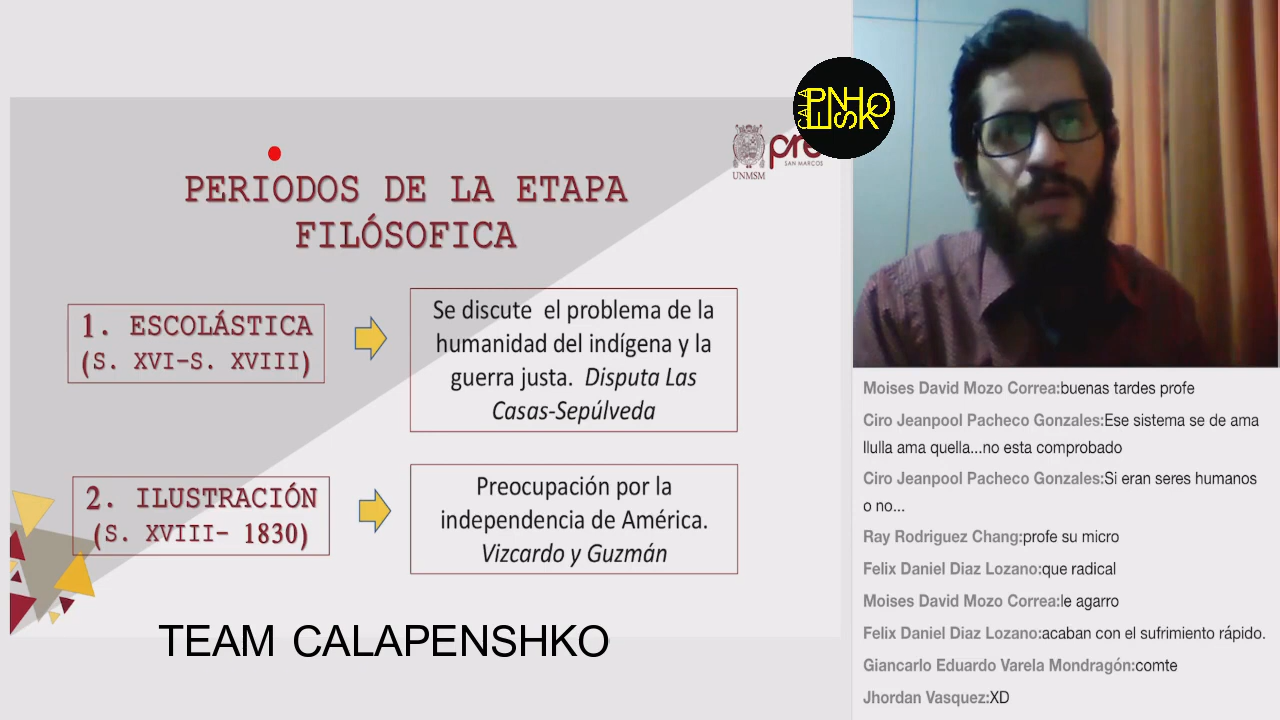 PERIODOS DE LA ETAPA
FILÓSOFICA
UNMSM
pre
SAN MARCOS
CALA
PENSHKO
1. ESCOLÁSTICA
(S. XVI-S. XVIII)
Se discute el problema de la
humanidad del indígena y la
guerra justa. Disputa Las
Casas-Sepúlveda
2. ILUSTRACIÓN
(S. XVIII- 1830)
Preocupación por la
independencia de América.
Vizcardo y Guzmán
TEAM CALAPENSHKO
Moises David Mozo Correa:buenas tardes profe
Ciro Jeanpool Pacheco Gonzales:Ese sistema se de ama
llulla ama quella...no esta comprobado
Ciro Jeanpool Pacheco Gonzales:Si eran seres humanos
o no...
Ray Rodriguez Chang:profe su micro
Felix Daniel Diaz Lozano:que radical
Moises David Mozo Correa:le agarro
Felix Daniel Diaz Lozano:acaban con el sufrimiento rápido.
Giancarlo Eduardo Varela Mondragón:comte
Jhordan Vasquez:XD